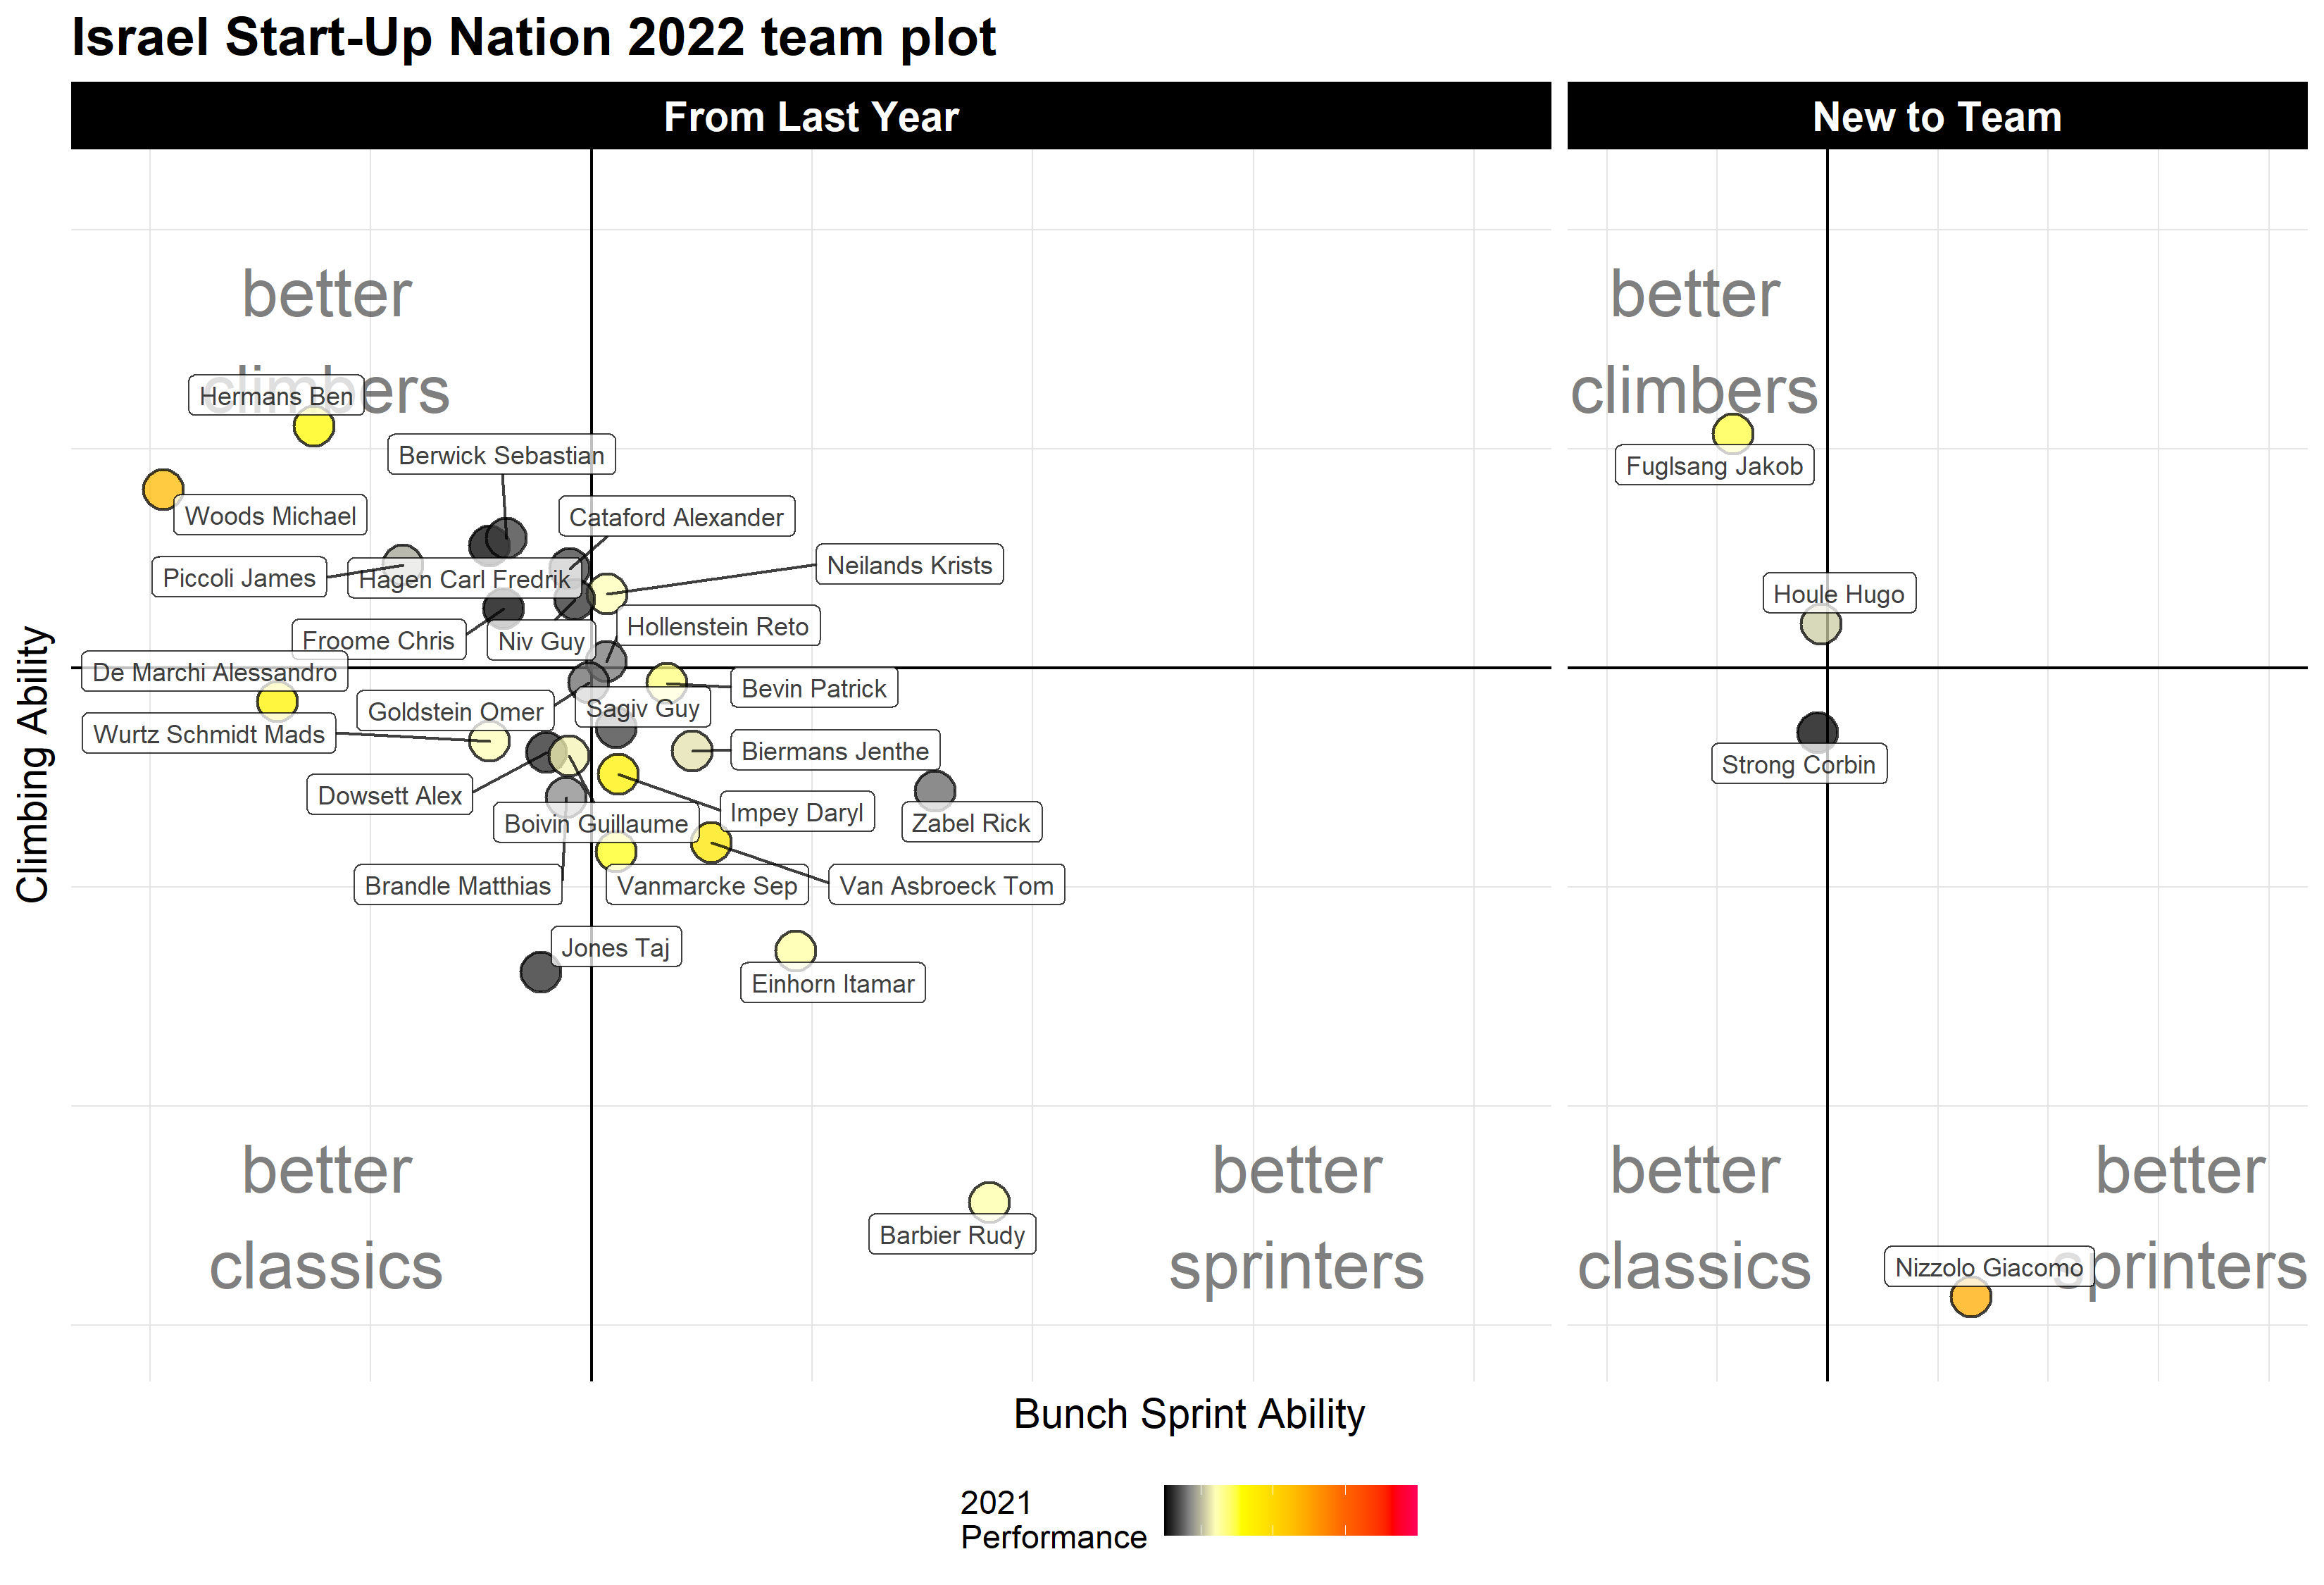 Israel Start-Up Nation 2022 team plot
From Last Year
New to Team
better
climbers
Hermans Ben
Berwick Sebastian
Woods Michael
Cataford Alexander
Neilands Krists
Piccoli James
Hagen Carl Fredrik
Froome Chris
Niv Guy
Hollenstein Reto
De Marchi Alessandro
Bevin Patrick
Goldstein Omer
Sagiv Guy
Wurtz Schmidt Mads
Biermans Jenthe
Dowsett Alex
Impey Daryl
Boivin Guillaume
Zabel Rick
Brandle Matthias
Vanmarcke Sep
Van Asbroeck Tom
Jones Taj
Einhorn Itamar
better
classics
better
sprinters
Barbier Rudy
better
climbers
Fuglsang Jakob
Houle Hugo
Strong Corbin
better
classics
better
sprinters
Nizzolo Giacomo
Climbing Ability
Bunch Sprint Ability
2021
Performance